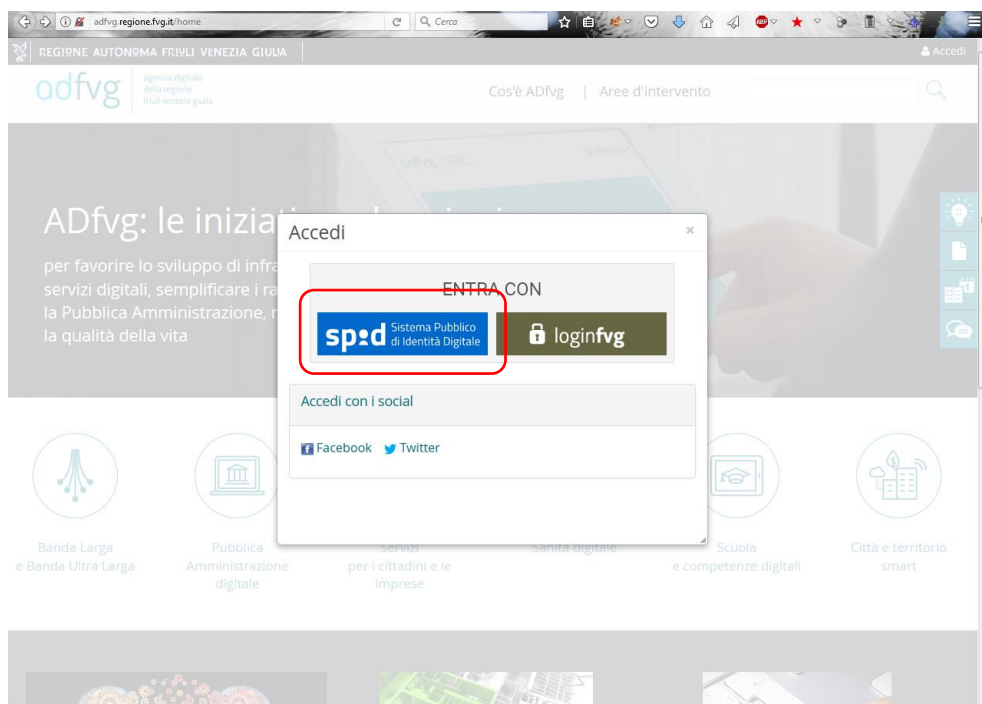 adfvg.regione.fvg.it/home
Cerca
REGIONE AUTONOMA FRIULI VENEZIA GIULIA
Accedi
adfvg
agenda digitale
della regione
friuli venezia giulia
Cos'è ADfvg | Aree d'intervento
ADfvg: le inizia
per favorire lo sviluppo di infra
servizi digitali, semplificare i ra
la Pubblica Amministrazione,
la qualità della vita
Accedi
×
ENTRA CON
spid Sistema Pubblico
di Identità Digitale
loginfvg
Accedi con i social
Facebook
Twitter
Banda Larga
e Banda Ultra Larga
Pubblica
Amministrazione
digitale
Servizi
per i cittadini e le
imprese
Sanità digitale
Scuola
e competenze digitali
Città e territorio
smart